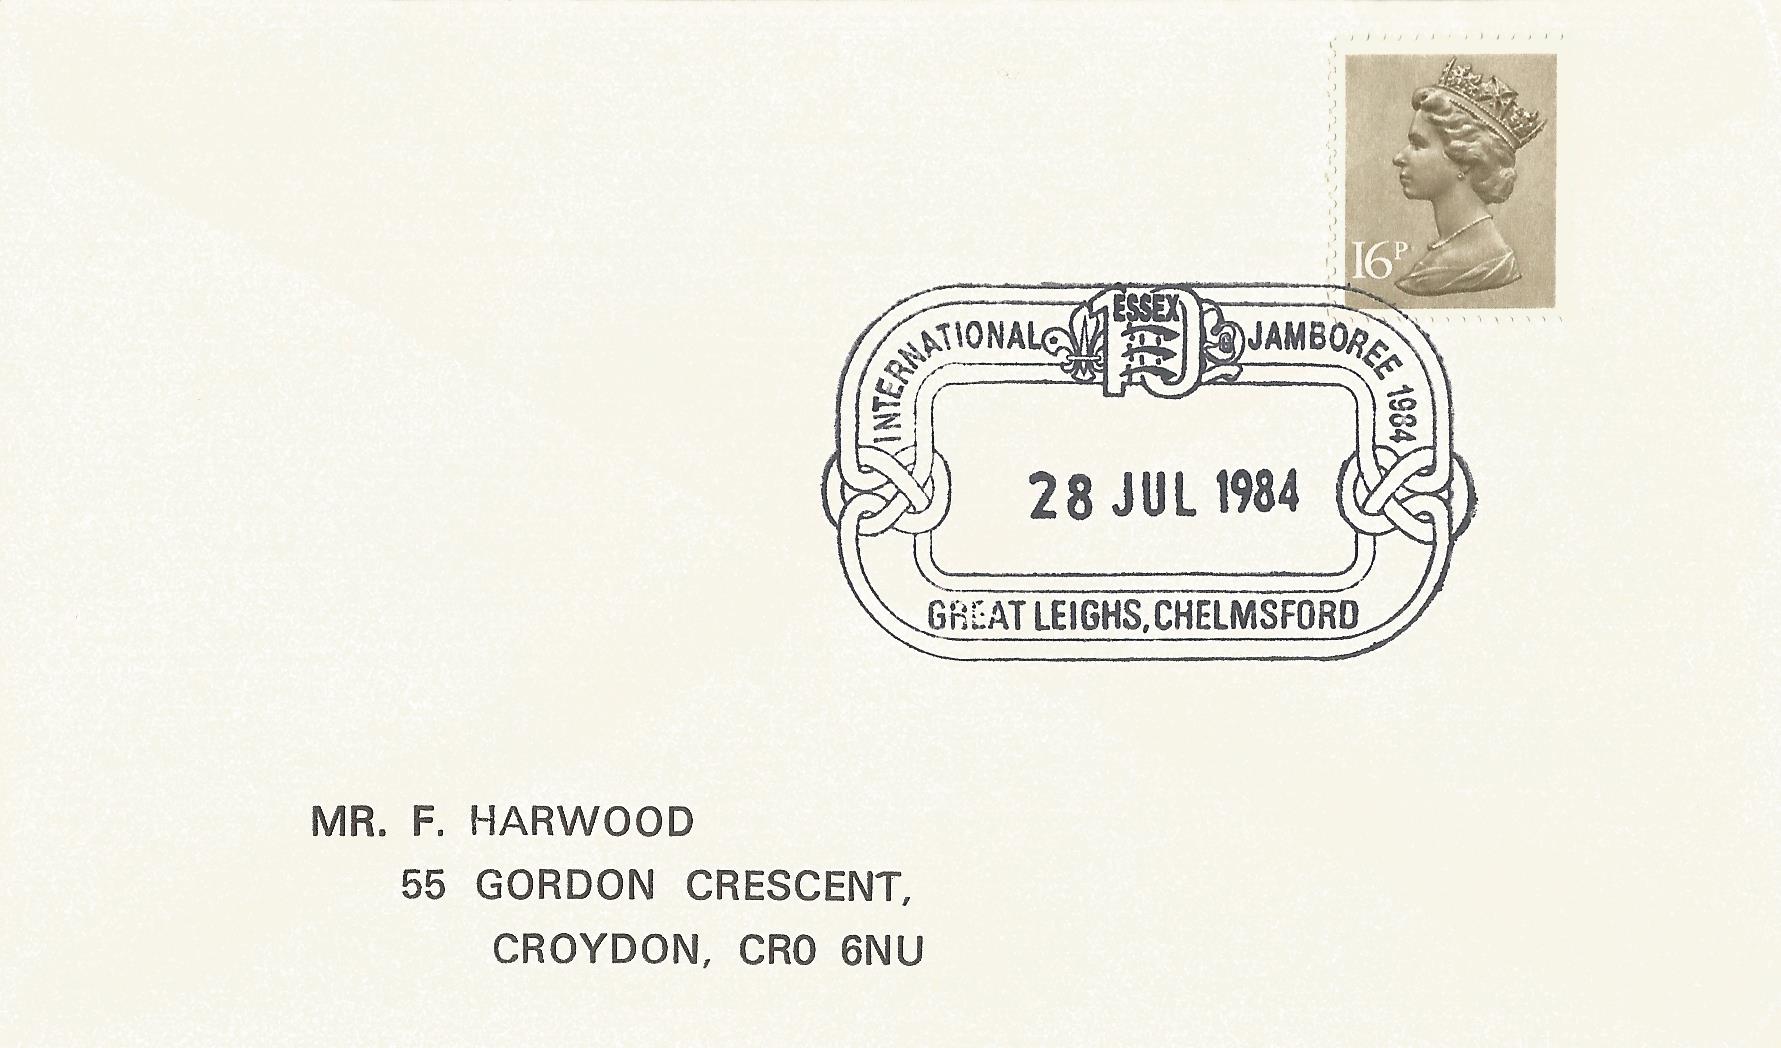 16P
ESSEX
INTERNATIONAL JAMBOREE 1984
28 JUL 1984
GREAT LEIGHS, CHELMSFORD
MR. F. HARWOOD
55 GORDON CRESCENT,
CROYDON, CR0 6NU